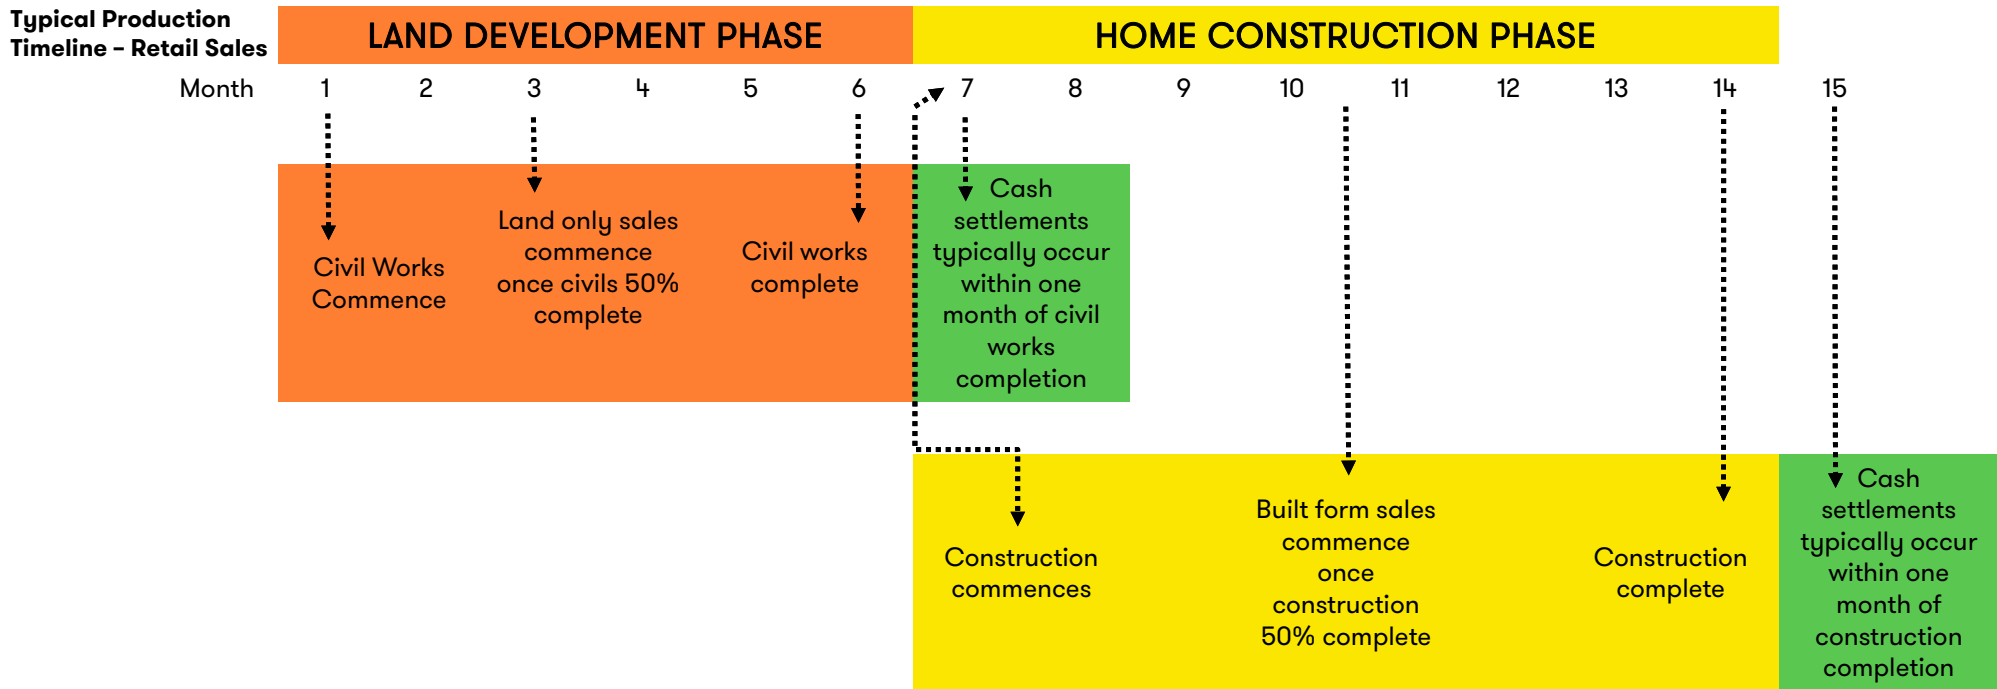 Typical Production
Timeline – Retail Sales
LAND DEVELOPMENT PHASE
HOME CONSTRUCTION PHASE
Month 1 2 3 4 5 6 7 8 9 10 11 12 13 14 15
Civil Works
Commence
Land only sales
commence
once civils 50%
complete
Civil works
complete
Cash
settlements
typically occur
within one
month of civil
works
completion
Construction
commences
Built form sales
commence
once
construction
50% complete
Construction
complete
Cash
settlements
typically occur
within one
month of
construction
completion